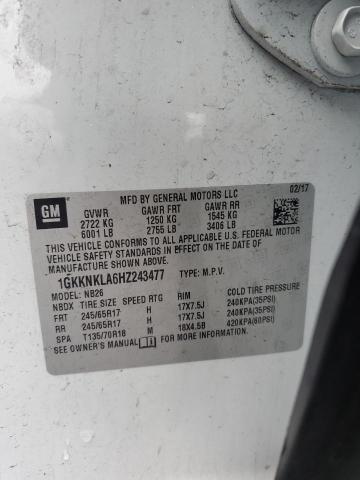 MFD BY GENERAL MOTORS LLC 02/17
GM GVWR GAWR FRT GAWR RR
2722 KG 1250 KG 1545 KG
6001 LB 2755 LB 3406 LB
THIS VEHICLE CONFORMS TO ALL APPLICABLE U.S. FEDERAL MOTOR
VEHICLE SAFETY STANDARDS IN EFFECT ON THE DATE OF
MANUFACTURE SHOWN ABOVE.
1GKKNKLA6HZ243477 TYPE: M.P.V.
MODEL: NB26
NBDX TIRE SIZE SPEED RTG RIM COLD TIRE PRESSURE
FRT 245/65R17 H 17X7.5J 240KPA(35PSI)
RR 245/65R17 H 17X7.5J 240KPA(35PSI)
SPA T135/70R18 M 18X4.5B 420KPA(60PSI)
SEE OWNER'S MANUAL FOR ADDITIONAL INFORMATION